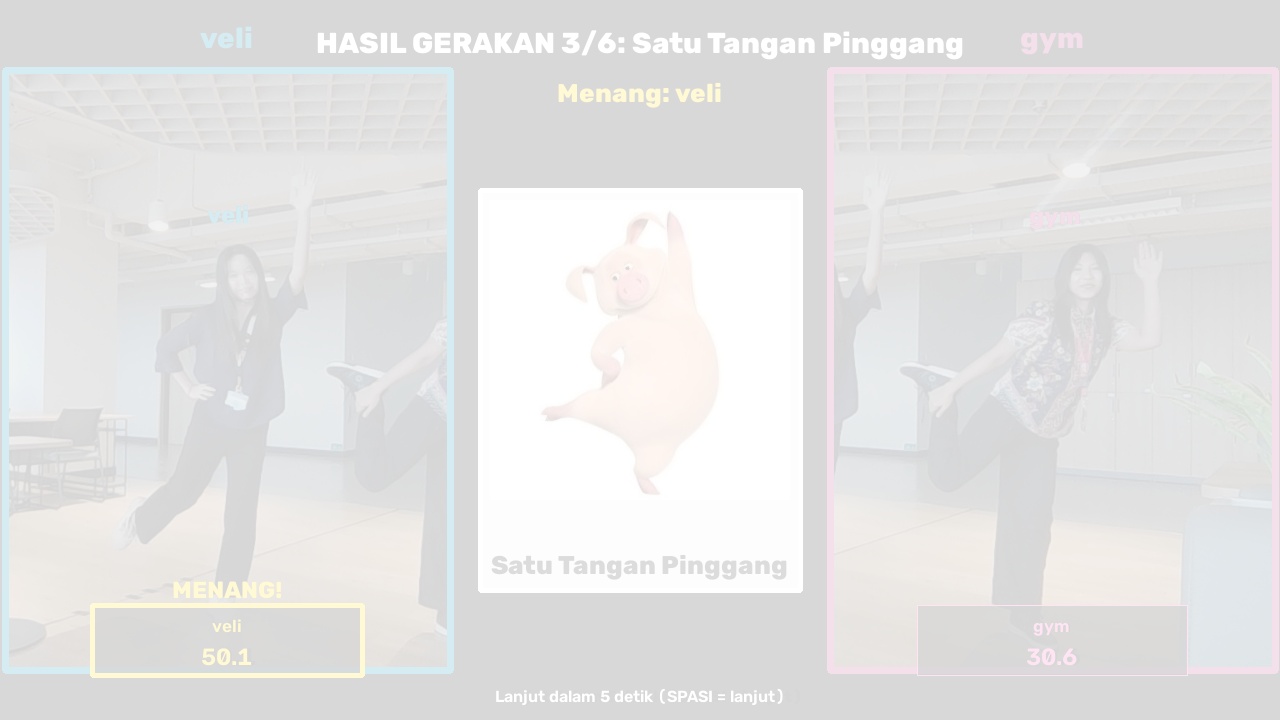 veli
HASIL GERAKAN 3/6: Satu Tangan Pinggang
gym
Menang: veli
veli
gym
Satu Tangan Pinggang
MENANG!
veli
50.1
gym
30.6
Lanjut dalam 5 detik (SPASI = lanjut)